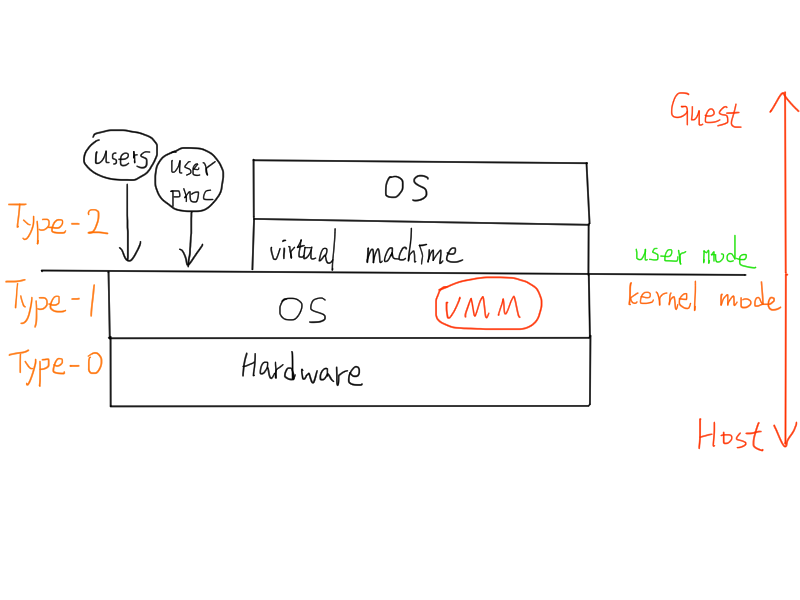 Guest
users
user
proc
OS
Type-2
virtual machime
user mode
Type-1
OS
VMM
kernel mode
Type-0
Hardware
Host